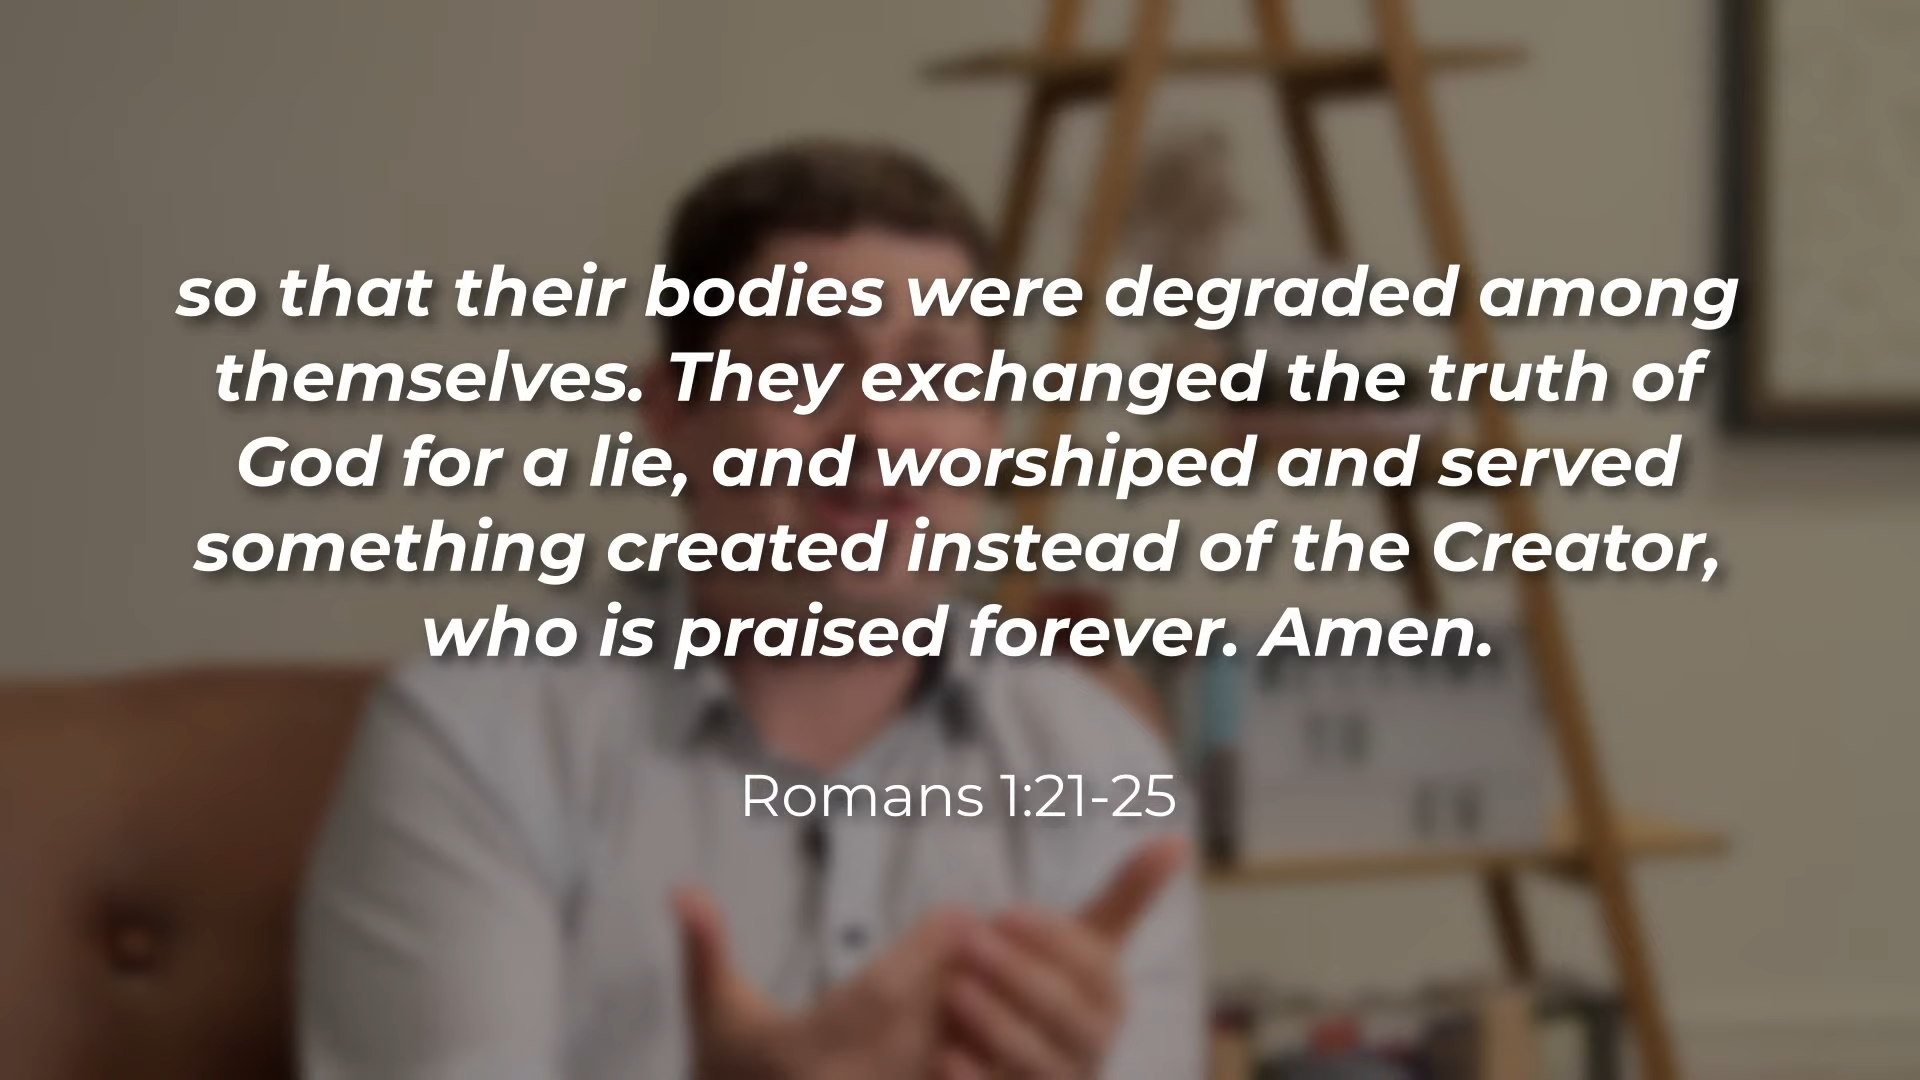 so that their bodies were degraded among
themselves. They exchanged the truth of
God for a lie, and worshiped and served
something created instead of the Creator,
who is praised forever. Amen.
Romans 1:21-25
TO